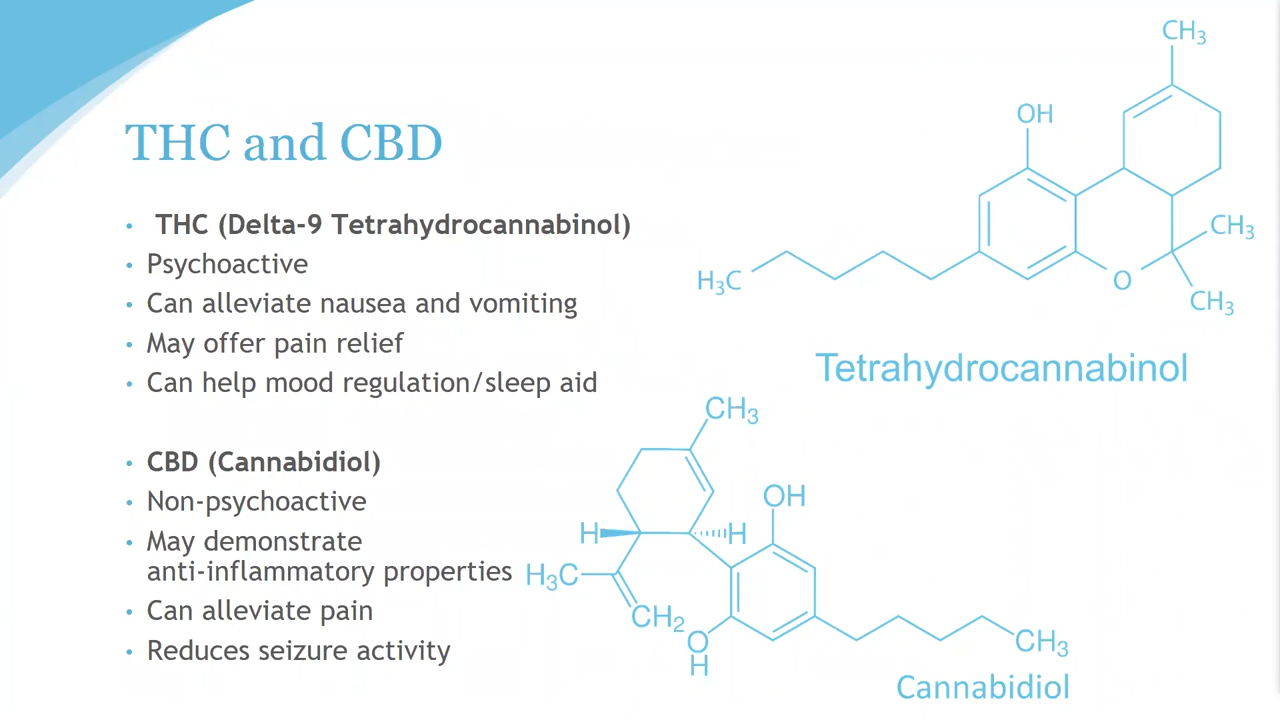 THC and CBD
• THC (Delta-9 Tetrahydrocannabinol)
• Psychoactive
• Can alleviate nausea and vomiting
• May offer pain relief
• Can help mood regulation/sleep aid
• CBD (Cannabidiol)
• Non-psychoactive
• May demonstrate
anti-inflammatory properties
• Can alleviate pain
• Reduces seizure activity
CH₃
OH
CH₃
H₃C
O
CH₃
Tetrahydrocannabinol
CH₃
OH
H
H
H₃C
CH₂
O
H
CH₃
Cannabidiol